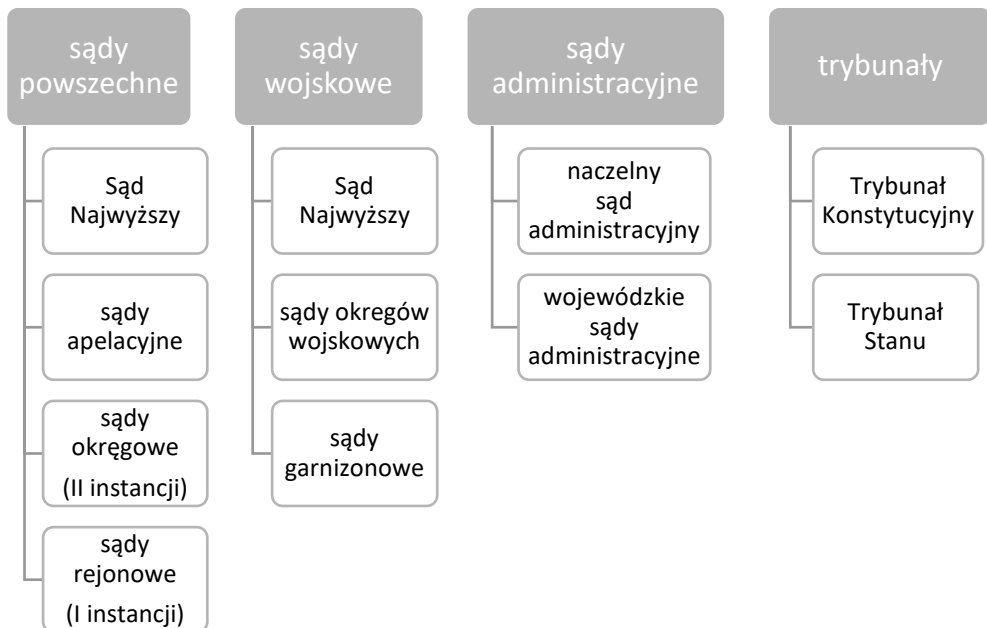 sądy
powszechne
Sąd
Najwyższy
sądy
apelacyjne
sądy
okręgowe
(II instancji)
sądy
rejonowe
(I instancji)
sądy
wojskowe
Sąd
Najwyższy
sądy okregów
wojskowych
sądy
garnizonowe
sądy
administracyjne
naczelny
sąd
administracyjny
wojewódzkie
sądy
administracyjne
trybunały
Trybunał
Konstytucyjny
Trybunał
Stanu